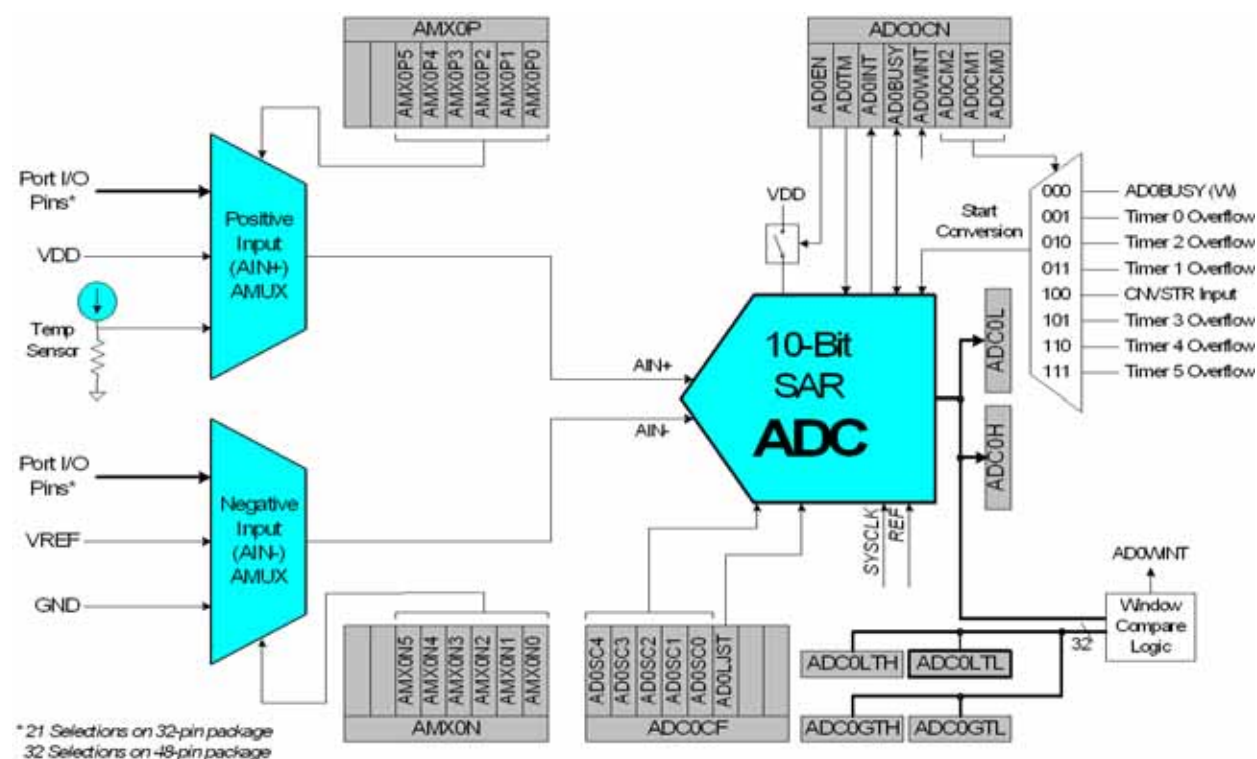 AMX0P
AMX0P5
AMX0P4
AMX0P3
AMX0P2
AMX0P1
AMX0P0
ADC0CN
AD0EN
AD0TM
AD0INT
AD0BUSY
AD0WINT
AD0CM2
AD0CM1
AD0CM0
Port I/O
Pins*
VDD
Temp
Sensor
Positive
Input
(AIN+)
AMUX
VDD
Start
Conversion
000
001
010
011
100
101
110
111
AD0BUSY (W)
Timer 0 Overflow
Timer 2 Overflow
Timer 1 Overflow
CNVSTR Input
Timer 3 Overflow
Timer 4 Overflow
Timer 5 Overflow
AIN+
AIN-
10-Bit
SAR
ADC
ADC0L
ADC0H
SYSCLK
REF
Port I/O
Pins*
VREF
GND
Negative
Input
(AIN-)
AMUX
AMX0N5
AMX0N4
AMX0N3
AMX0N2
AMX0N1
AMX0N0
AMX0N
AD0SC4
AD0SC3
AD0SC2
AD0SC1
AD0SC0
AD0LJST
ADC0CF
AD0WINT
Window
Compare
Logic
32
ADC0LTH
ADC0LTL
ADC0GTH
ADC0GTL
* 21 Selections on 32-pin package
32 Selections on 48-pin package